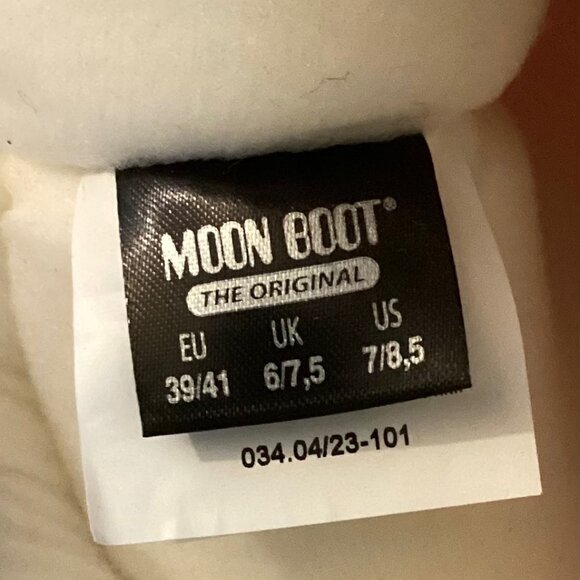 MOON BOOT®
THE ORIGINAL
EU UK US
39/41 6/7,5 7/8,5
034.04/23-101